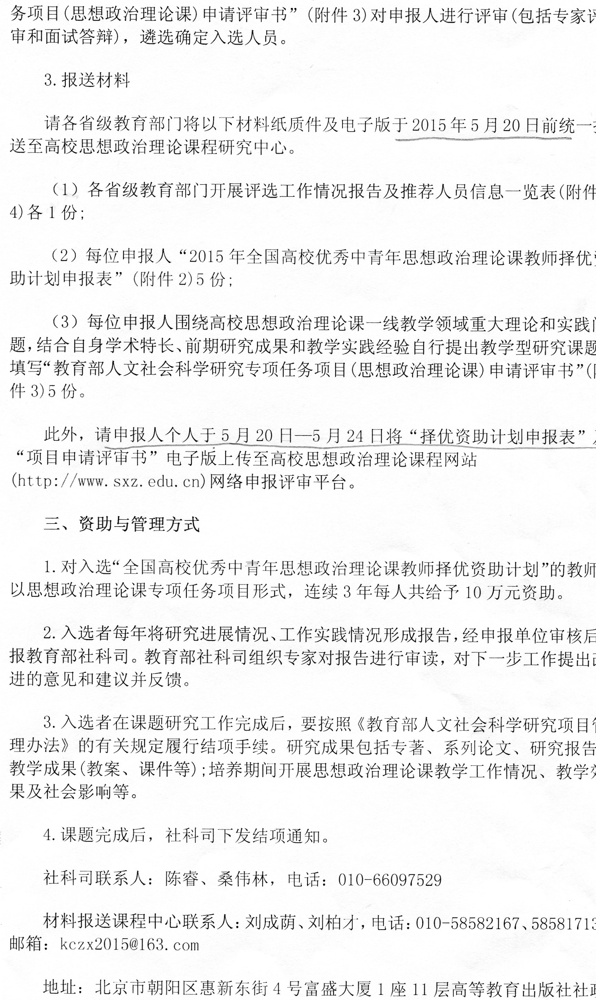 务项目(思想政治理论课)申请评审书”(附件3)对申报人进行评审(包括专家评
审和面试答辩)，遴选确定入选人员。
3.报送材料
请各省级教育部门将以下材料纸质件及电子版于2015年5月20日前统一
送至高校思想政治理论课程研究中心。
（1）各省级教育部门开展评选工作情况报告及推荐人员信息一览表(附件
4)各1份;
（2）每位申报人“2015年全国高校优秀中青年思想政治理论课教师择优资
助计划申报表”(附件2)5份;
（3）每位申报人围绕高校思想政治理论课一线教学领域重大理论和实践问
题,结合自身学术特长、前期研究成果和教学实践经验自行提出教学型研究课题
填写“教育部人文社会科学研究专项任务项目(思想政治理论课)申请评审书”(附
件3)5份。
此外，请申报人个人于5月20日—5月24日将“择优资助计划申报表”及
“项目申请评审书”电子版上传至高校思想政治理论课程网站
(http://www.sxz.edu.cn)网络申报评审平台。
三、资助与管理方式
1.对入选“全国高校优秀中青年思想政治理论课教师择优资助计划”的教师
以思想政治理论课专项任务项目形式，连续3年每人共给予10万元资助。
2.入选者每年将研究进展情况、工作实践情况形成报告,经申报单位审核后
报教育部社科司。教育部社科司组织专家对报告进行审读，对下一步工作提出改
进的意见和建议并反馈。
3.入选者在课题研究工作完成后，要按照《教育部人文社会科学研究项目管
理办法》的有关规定履行结项手续。研究成果包括专著、系列论文、研究报告
教学成果(教案、课件等);培养期间开展思想政治理论课教学工作情况、教学效
果及社会影响等。
4.课题完成后，社科司下发结项通知。
社科司联系人：陈睿、桑伟林，电话：010-66097529
材料报送课程中心联系人:刘成荫、刘柏才,电话:010-58582167、58581713
邮箱：kczx2015@163.com
地址：北京市朝阳区惠新东街4号富盛大厦1座11层高等教育出版社社政